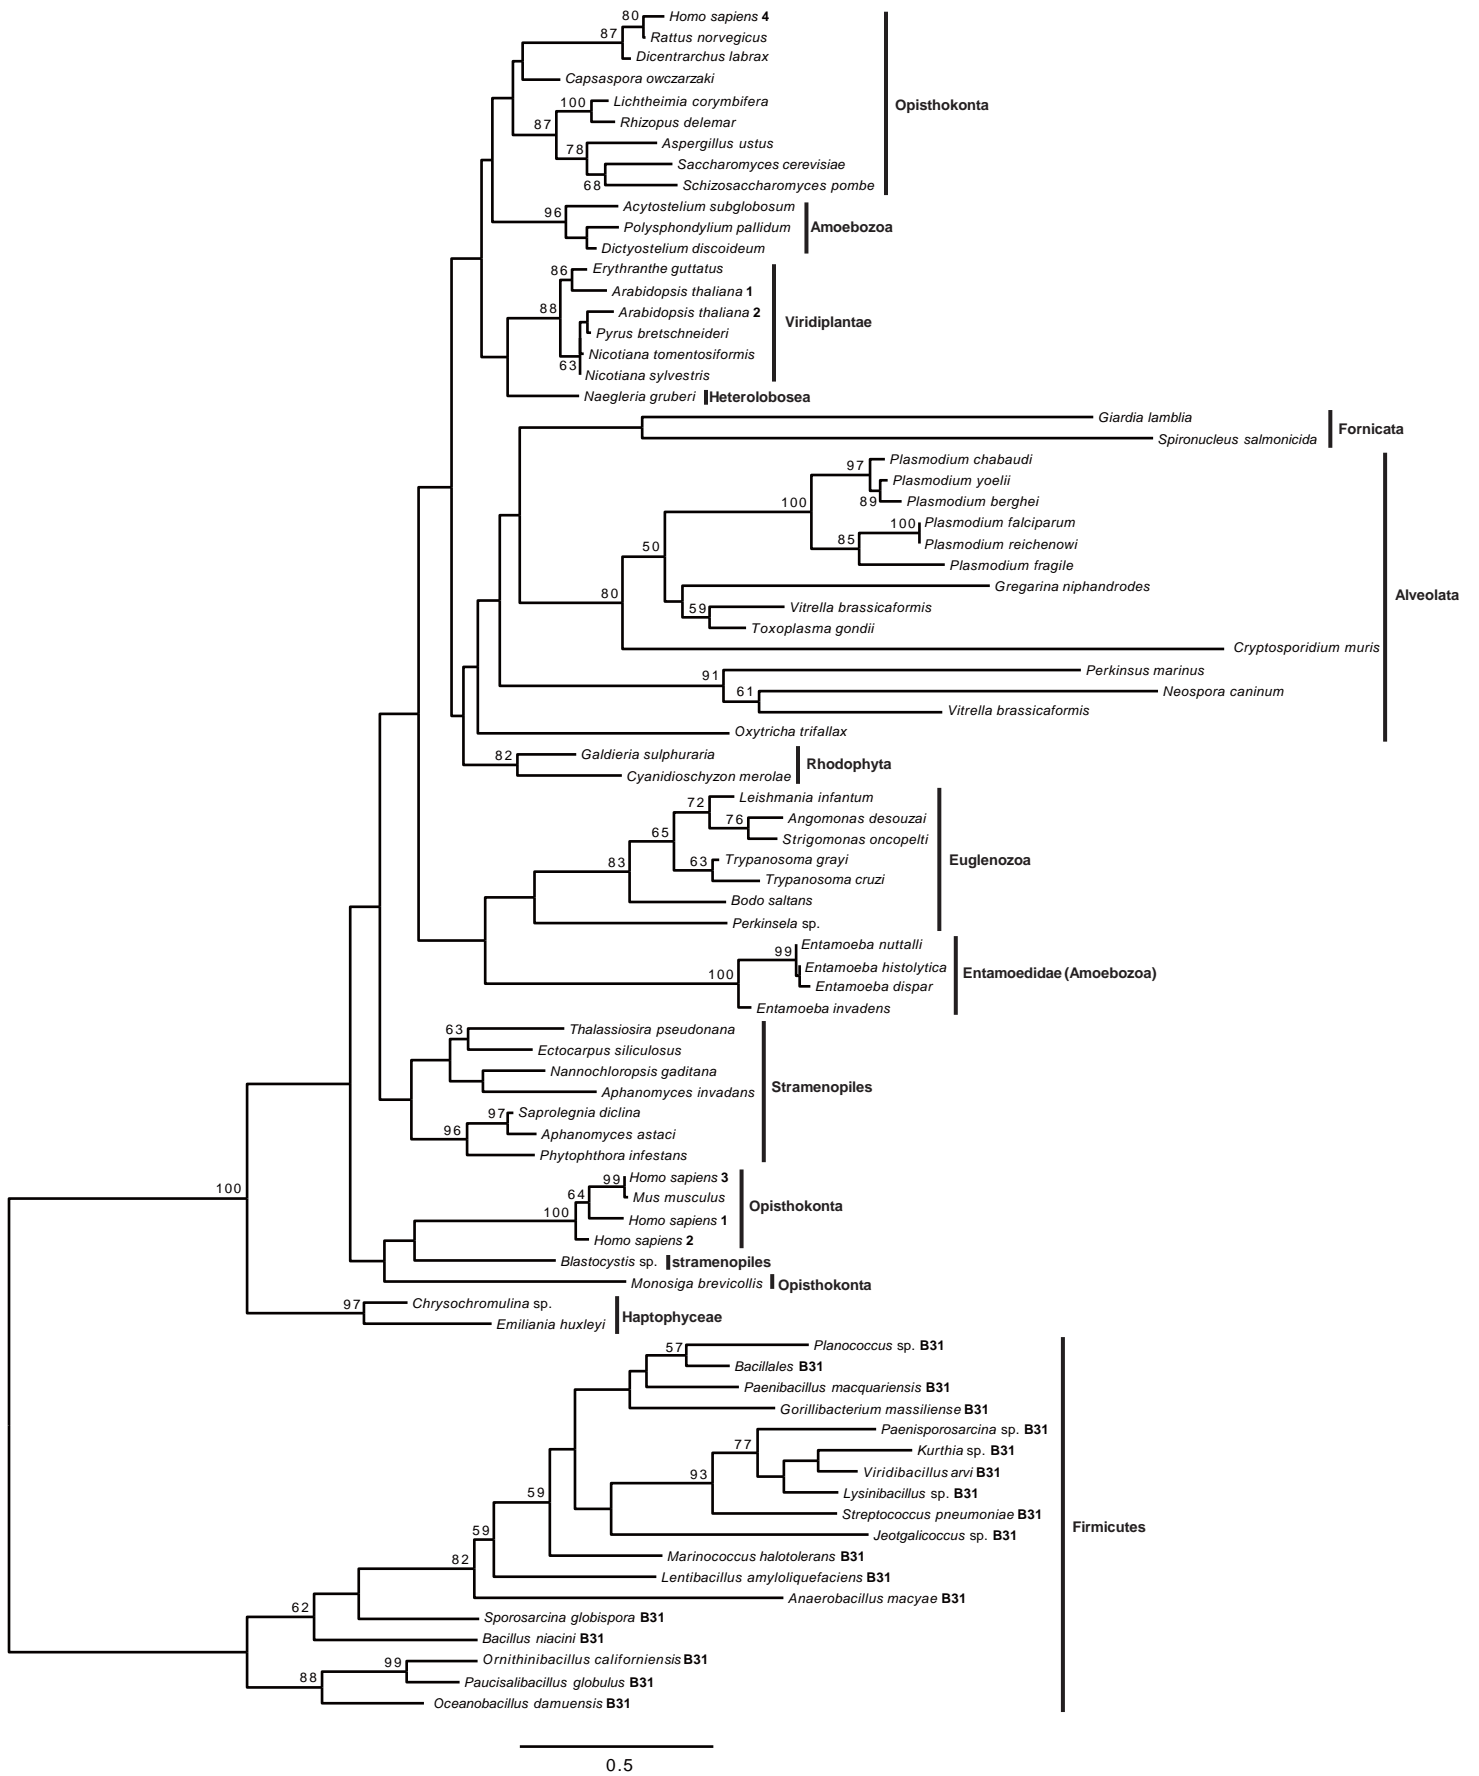 80 Homo sapiens 4
87 Rattus norvegicus
Dicentrarchus labrax
Capsaspora owczarzaki
100 Lichtheimia corymbifera
Opisthokonta
87 Rhizopus delemar
78 Aspergillus ustus
Saccharomyces cerevisiae
68 Schizosaccharomyces pombe
96 Acytostelium subglobosum
Polysphondylium pallidum
Amoebozoa
Dictyostelium discoideum
86 Erythranthe guttatus
Arabidopsis thaliana 1
88 Arabidopsis thaliana 2
Viridiplantae
Pyrus bretschneideri
Nicotiana tomentosiformis
63 Nicotiana sylvestris
Naegleria gruberi
Heterolobosea
Giardia lamblia
Fornicata
Spironucleus salmonicida
97 Plasmodium chabaudi
Plasmodium yoelii
100 89 Plasmodium berghei
100 Plasmodium falciparum
50 85 Plasmodium reichenowi
Plasmodium fragile
Gregarina niphandrodes
80 Alveolata
59 Vitrella brassicaformis
Toxoplasma gondii
Cryptosporidium muris
91 Perkinsus marinus
61 Neospora caninum
Vitrella brassicaformis
Oxytricha trifallax
82 Galdieria sulphuraria
Rhodophyta
Cyanidioschyzon merolae
72 Leishmania infantum
76 Angomonas desouzai
65 Strigomonas oncopelti
83 63 Trypanosoma grayi
Euglenozoa
Trypanosoma cruzi
Bodo saltans
Perkinsela sp.
99 Entamoeba nuttalli
100 Entamoeba histolytica
Entamoedidae (Amoebozoa)
Entamoeba dispar
Entamoeba invadens
63 Thalassiosira pseudonana
Ectocarpus siliculosus
Nannochloropsis gaditana
Stramenopiles
Aphanomyces invadans
97 Saprolegnia diclina
96 Aphanomyces astaci
Phytophthora infestans
99 Homo sapiens 3
100 64 Mus musculus
Opisthokonta
100 Homo sapiens 1
Homo sapiens 2
Blastocystis sp.
stramenopiles
Monosiga brevicollis
Opisthokonta
97 Chrysochromulina sp.
Haptophyceae
Emiliania huxleyi
57 Planococcus sp. B31
Bacillales B31
Paenibacillus macquariensis B31
Gorillibacterium massiliense B31
77 Paenisporosarcina sp. B31
Kurthia sp. B31
93 Viridibacillus arvi B31
59 Lysinibacillus sp. B31
Streptococcus pneumoniae B31
Firmicutes
59 Jeotgalicoccus sp. B31
82 Marinococcus halotolerans B31
Lentibacillus amyloliquefaciens B31
Anaerobacillus macyae B31
62 Sporosarcina globispora B31
Bacillus niacini B31
99 Ornithinibacillus californiensis B31
88 Paucisalibacillus globulus B31
Oceanobacillus damuensis B31
0.5